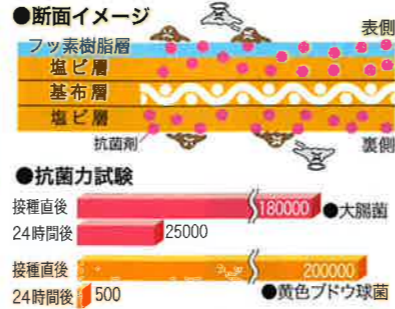 ●断面イメージ
表側
フッ素樹脂層
塩ビ層
基布層
塩ビ層
抗菌剤
裏側
●抗菌力試験
接種直後 180000 ●大腸菌
24時間後 25000
接種直後 200000
24時間後 500 ●黄色ブドウ球菌